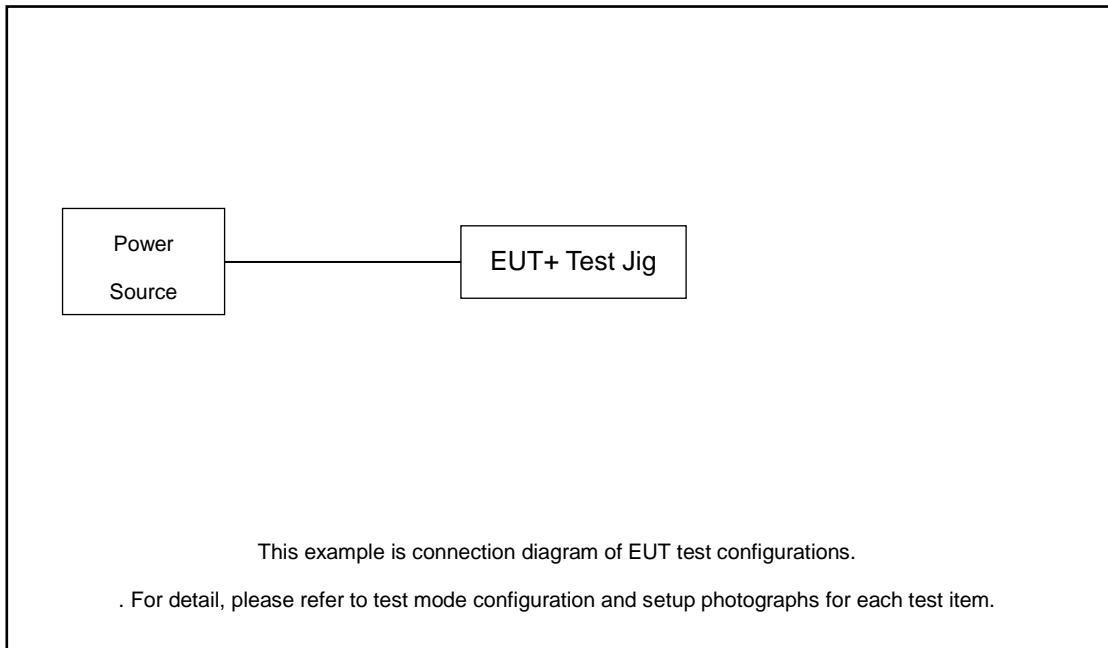 Power
Source
EUT+ Test Jig
This example is connection diagram of EUT test configurations.
. For detail, please refer to test mode configuration and setup photographs for each test item.